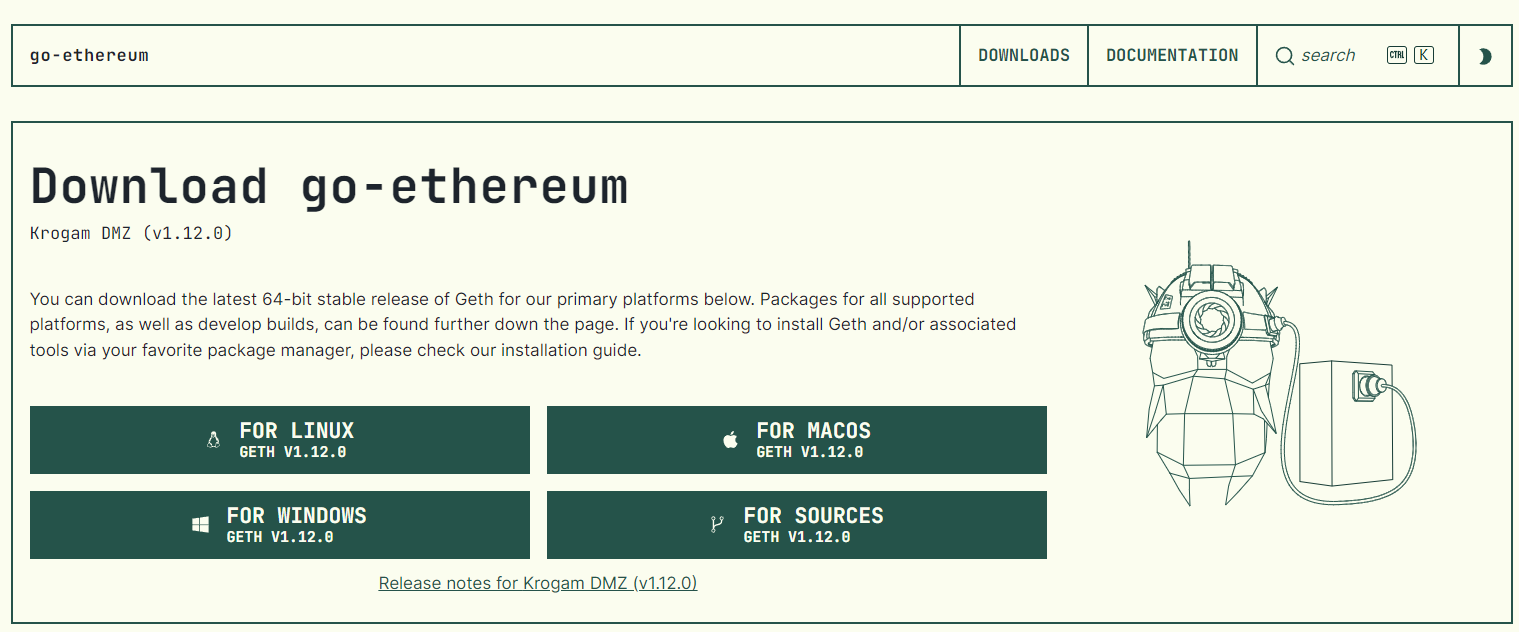 go-ethereum
DOWNLOADS
DOCUMENTATION
search
CTRL K
Download go-ethereum
Krogam DMZ (v1.12.0)
You can download the latest 64-bit stable release of Geth for our primary platforms below. Packages for all supported
platforms, as well as develop builds, can be found further down the page. If you're looking to install Geth and/or associated
tools via your favorite package manager, please check our installation guide.
FOR LINUX
GETH V1.12.0
FOR MACOS
GETH V1.12.0
FOR WINDOWS
GETH V1.12.0
FOR SOURCES
GETH V1.12.0
Release notes for Krogam DMZ (v1.12.0)